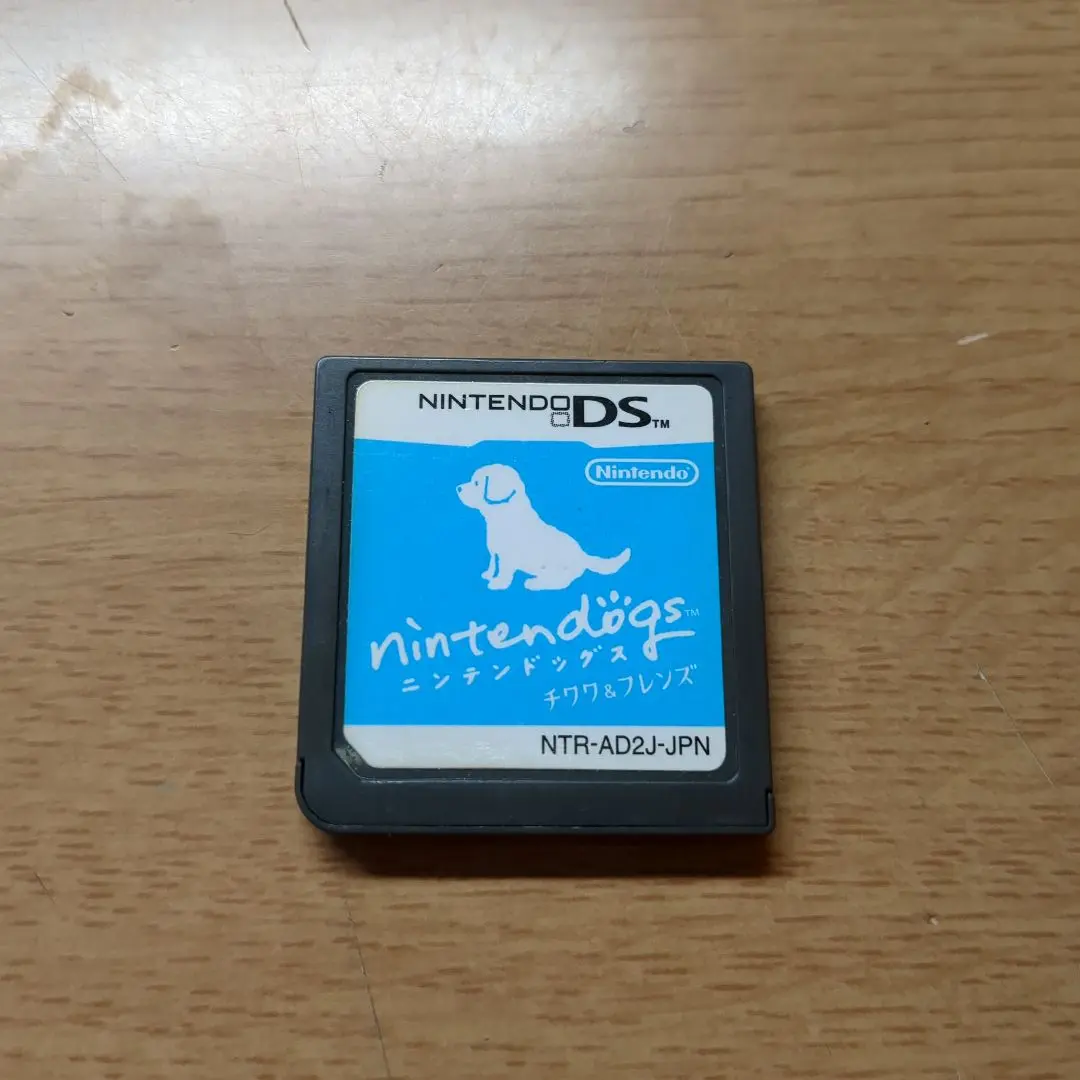 NINTENDO DS™
Nintendo®
nintendogs™
ニンテンドッグス
チワワ&フレンズ
NTR-AD2J-JPN